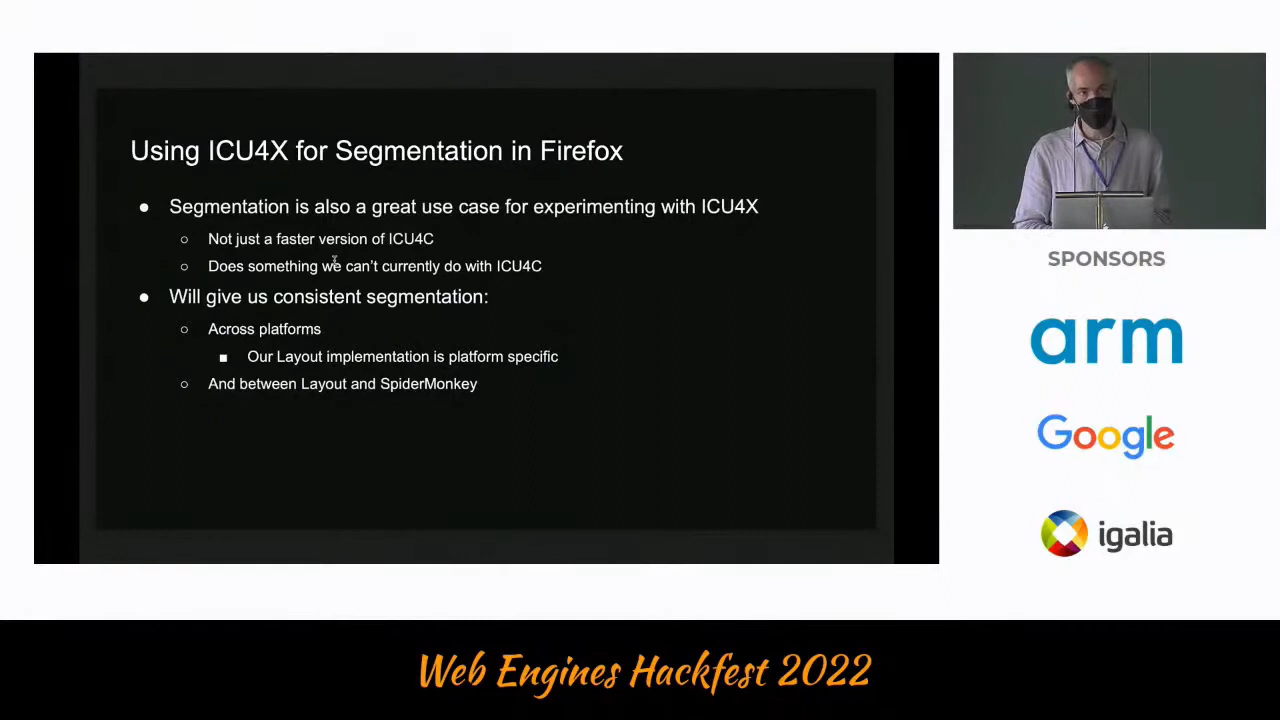 Using ICU4X for Segmentation in Firefox
● Segmentation is also a great use case for experimenting with ICU4X
○ Not just a faster version of ICU4C
○ Does something we can't currently do with ICU4C
● Will give us consistent segmentation:
○ Across platforms
■ Our Layout implementation is platform specific
○ And between Layout and SpiderMonkey
SPONSORS
arm
Google
igalia
Web Engines Hackfest 2022